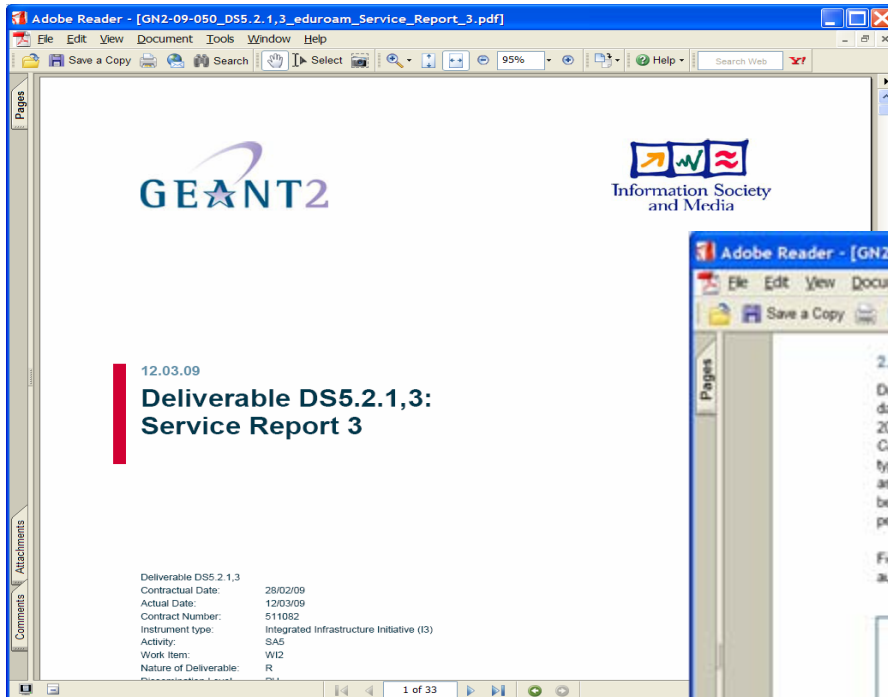 Adobe Reader - [GN2-09-050_DS5.2.1,3_eduroam_Service_Report_3.pdf]
File Edit View Document Tools Window Help
Save a Copy Search Select 95% Help Search Web Y!
Pages
GEANT2
Information Society
and Media
12.03.09
Deliverable DS5.2.1,3:
Service Report 3
Deliverable DS5.2.1,3
Contractual Date: 28/02/09
Actual Date: 12/03/09
Contract Number: 511082
Instrument type: Integrated Infrastructure Initiative (I3)
Activity: SA5
Work Item: WI2
Nature of Deliverable: R
Attachments
Comments
1 of 33
Adobe Reader - [GN2
File Edit View Docu
Save a Copy
Pages
2.